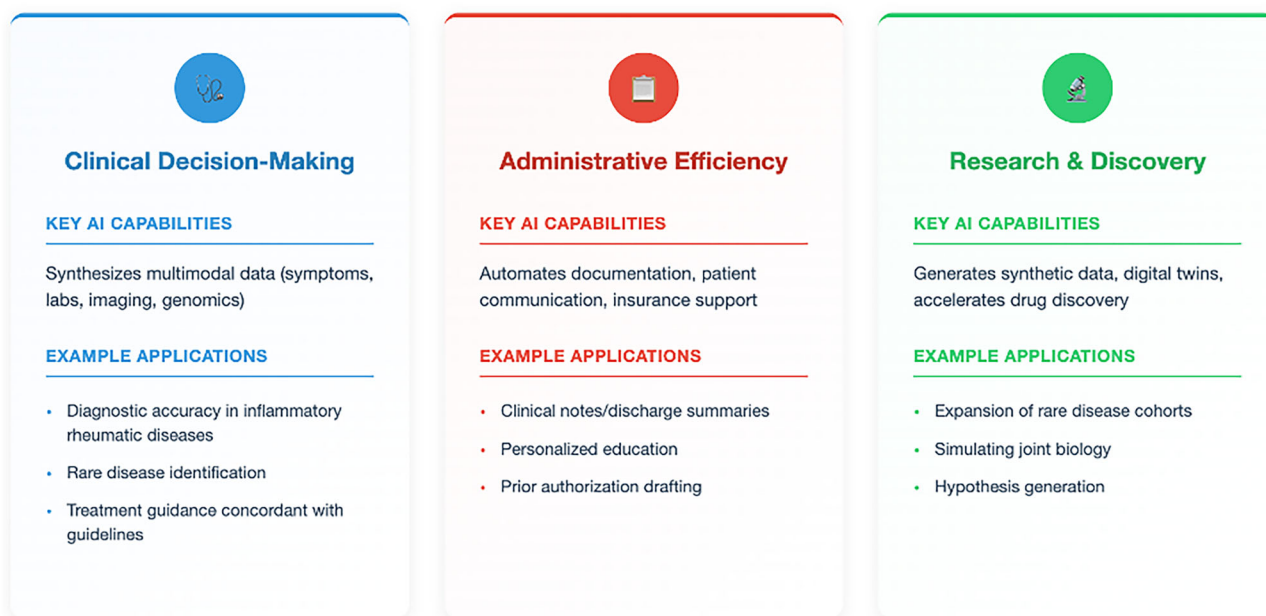 Clinical Decision-Making
KEY AI CAPABILITIES
Synthesizes multimodal data (symptoms,
labs, imaging, genomics)
EXAMPLE APPLICATIONS
• Diagnostic accuracy in inflammatory
rheumatic diseases
• Rare disease identification
• Treatment guidance concordant with
guidelines
Administrative Efficiency
KEY AI CAPABILITIES
Automates documentation, patient
communication, insurance support
EXAMPLE APPLICATIONS
• Clinical notes/discharge summaries
• Personalized education
• Prior authorization drafting
Research & Discovery
KEY AI CAPABILITIES
Generates synthetic data, digital twins,
accelerates drug discovery
EXAMPLE APPLICATIONS
• Expansion of rare disease cohorts
• Simulating joint biology
• Hypothesis generation